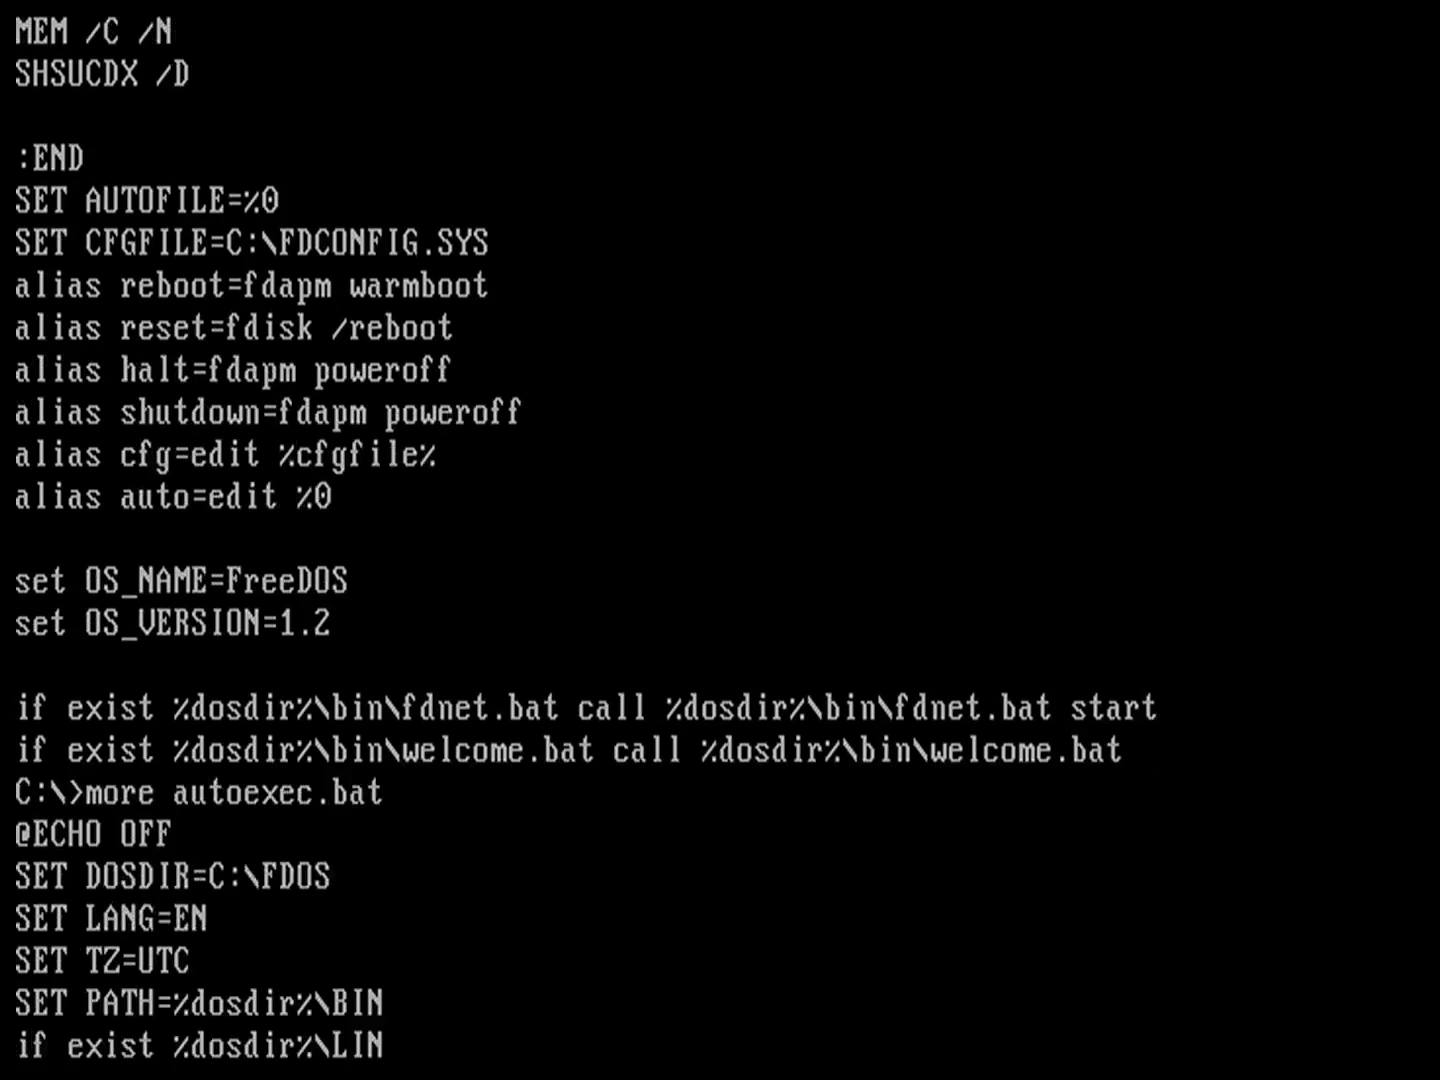 MEM /C /N
SHSUCDX /D
:END
SET AUTOFILE=%0
SET CFGFILE=C:\FDCONFIG.SYS
alias reboot=fdapm warmboot
alias reset=fdisk /reboot
alias halt=fdapm poweroff
alias shutdown=fdapm poweroff
alias cfg=edit %cfgfile%
alias auto=edit %0
set OS_NAME=FreeDOS
set OS_VERSION=1.2
if exist %dosdir%\bin\fdnet.bat call %dosdir%\bin\fdnet.bat start
if exist %dosdir%\bin\welcome.bat call %dosdir%\bin\welcome.bat
C:\>more autoexec.bat
@ECHO OFF
SET DOSDIR=C:\FDOS
SET LANG=EN
SET TZ=UTC
SET PATH=%dosdir%\BIN
if exist %dosdir%\LIN